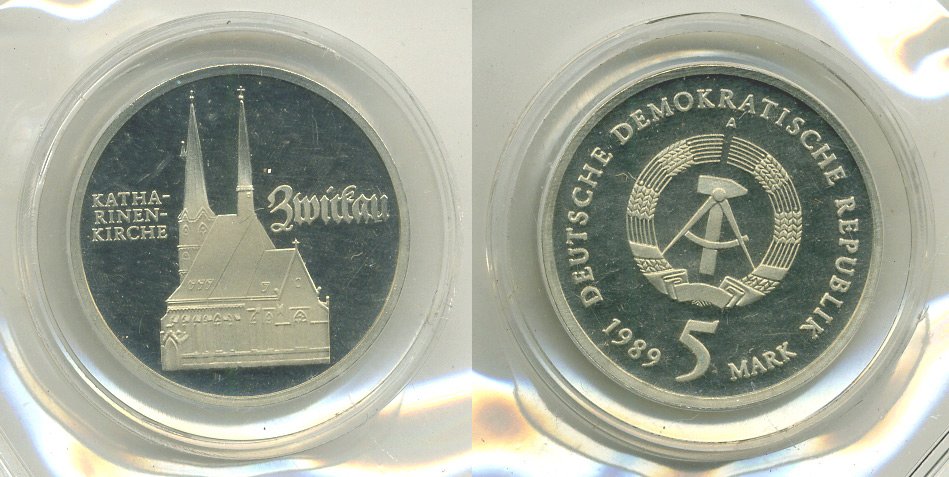 KATHA-
RINEN-
KIRCHE
Zwickau
DEUTSCHE DEMOKRATISCHE REPUBLIK
A
1989
5
MARK